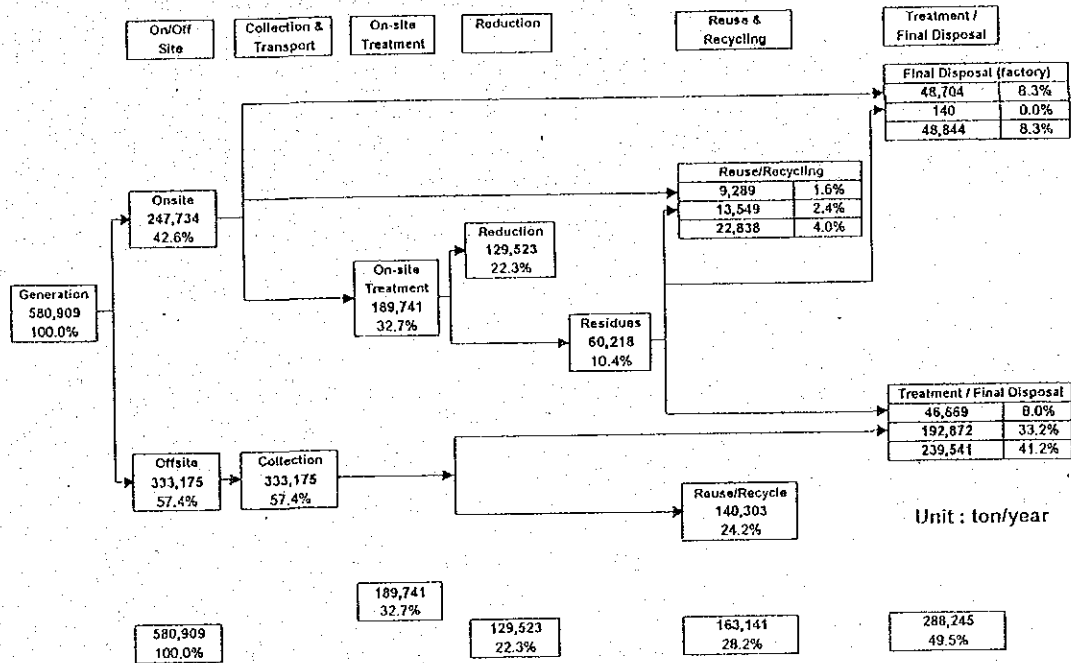 On/Off
Site
Collection &
Transport
On-site
Treatment
Reduction
Reuse &
Recycling
Treatment /
Final Disposal
Final Disposal (factory)
48,704 8.3%
140 0.0%
48,844 8.3%
Reuse/Recycling
9,289 1.6%
13,549 2.4%
22,838 4.0%
Onsite
247,734
42.6%
Reduction
129,523
22.3%
On-site
Treatment
189,741
32.7%
Generation
580,909
100.0%
Residues
60,218
10.4%
Treatment / Final Disposal
46,669 8.0%
192,872 33.2%
239,541 41.2%
Offsite
333,175
57.4%
Collection
333,175
57.4%
Reuse/Recycle
140,303
24.2%
Unit : ton/year
189,741
32.7%
580,909
100.0%
129,523
22.3%
163,141
28.2%
288,245
49.5%